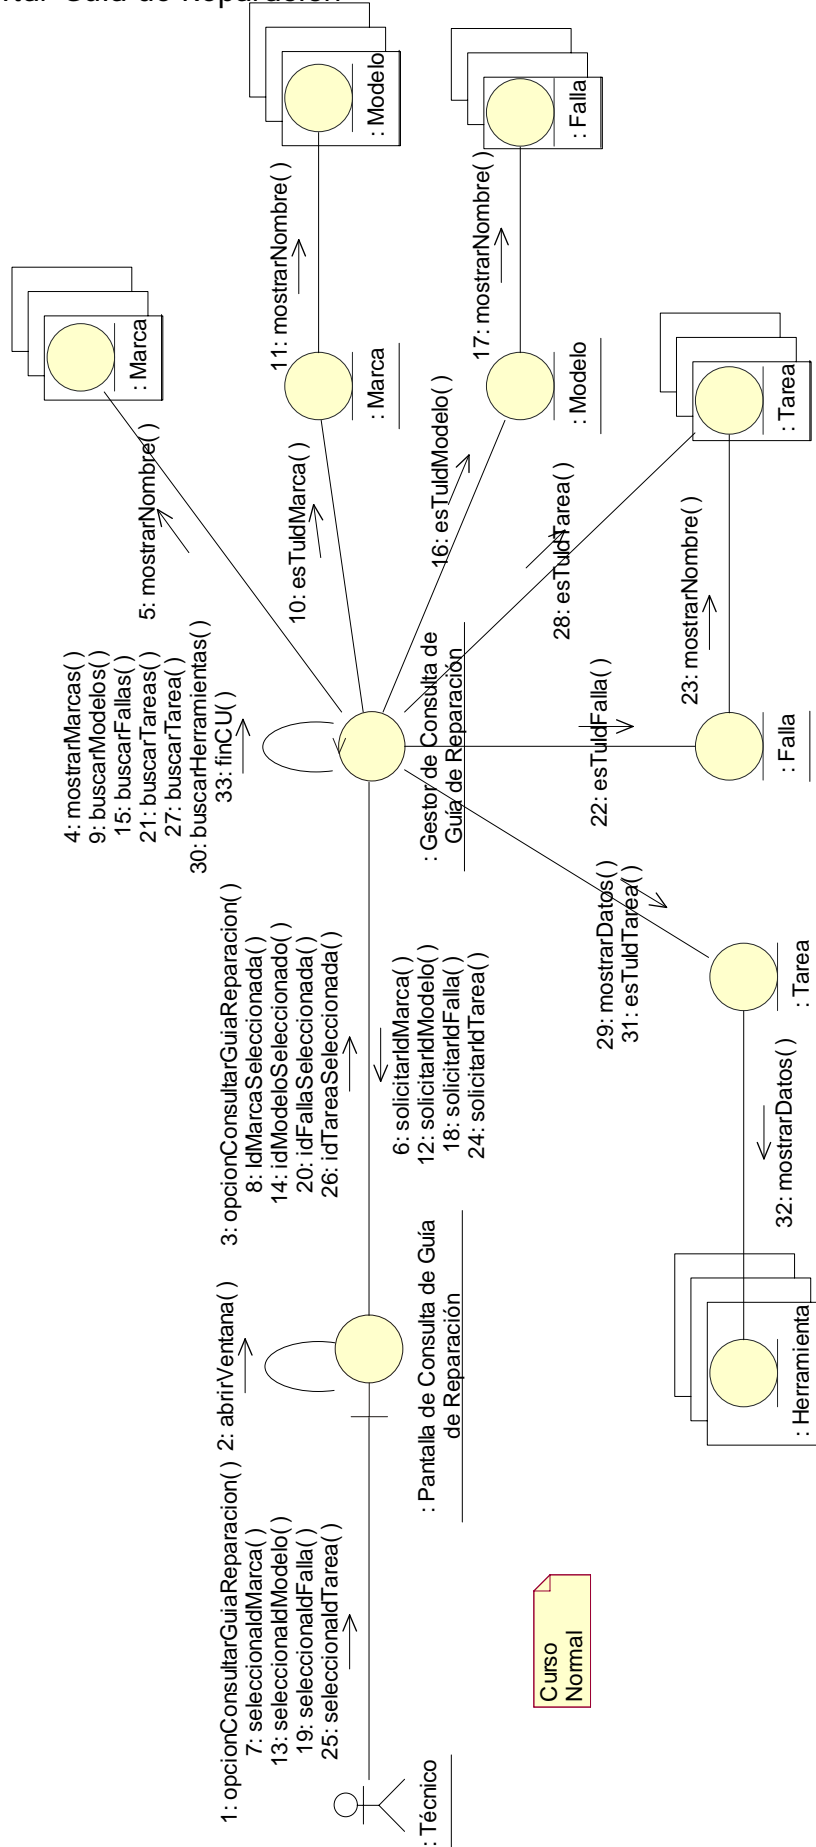 Guía de Reparación
: Modelo
: Falla
: Marca
11: mostrarNombre( )
17: mostrarNombre( )
: Marca
: Modelo
: Tarea
5: mostrarNombre( )
10: esTuIdMarca( )
16: esTuIdModelo( )
28: esTuIdTarea( )
23: mostrarNombre( )
4: mostrarMarcas( )
9: buscarModelos( )
15: buscarFallas( )
21: buscarTareas( )
27: buscarTarea( )
30: buscarHerramientas( )
33: finCU( )
: Gestor de Consulta de
Guía de Reparación
22: esTuIdFalla( )
: Falla
3: opcionConsultarGuiaReparacion( )
8: IdMarcaSeleccionada( )
14: idModeloSeleccionado( )
20: idFallaSeleccionada( )
26: idTareaSeleccionada( )
6: solicitarIdMarca( )
12: solicitarIdModelo( )
18: solicitarIdFalla( )
24: solicitarIdTarea( )
29: mostrarDatos( )
31: esTuIdTarea( )
: Tarea
32: mostrarDatos( )
: Herramienta
2: abrirVentana( )
: Pantalla de Consulta de Guía
de Reparación
1: opcionConsultarGuiaReparacion( )
7: seleccionaIdMarca( )
13: seleccionaIdModelo( )
19: seleccionaIdFalla( )
25: seleccionaIdTarea( )
: Técnico
Curso
Normal